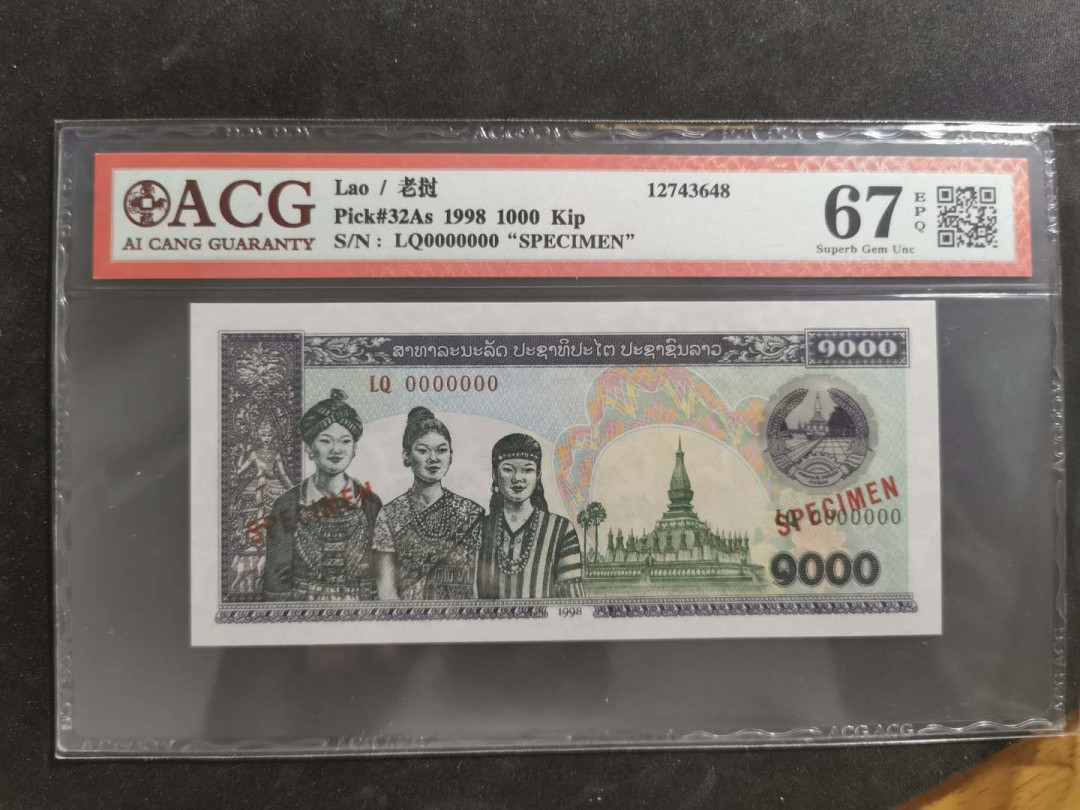 ACG
AI CANG GUARANTY
Lao / 老挝
Pick#32As 1998 1000 Kip
S/N : LQ0000000 “SPECIMEN”
12743648
67
EPQ
Superb Gem Unc
ສາທາລະນະລັດ ປະຊາທິປະໄຕ ປະຊາຊົນລາວ
໑໐໐໐
LQ 0000000
SPECIMEN
SPECIMEN
LQ 0000000
໑໐໐໐
1998
ACG ACG